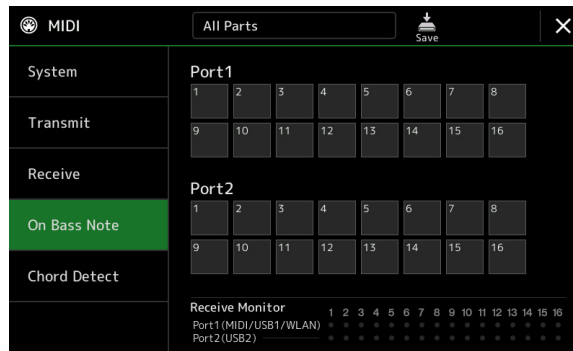 MIDI
All Parts
Save
System
Transmit
Receive
On Bass Note
Chord Detect
Port1
1 2 3 4 5 6 7 8
9 10 11 12 13 14 15 16
Port2
1 2 3 4 5 6 7 8
9 10 11 12 13 14 15 16
Receive Monitor 1 2 3 4 5 6 7 8 9 10 11 12 13 14 15 16
Port1(MIDI/USB1/WLAN)
Port2(USB2)